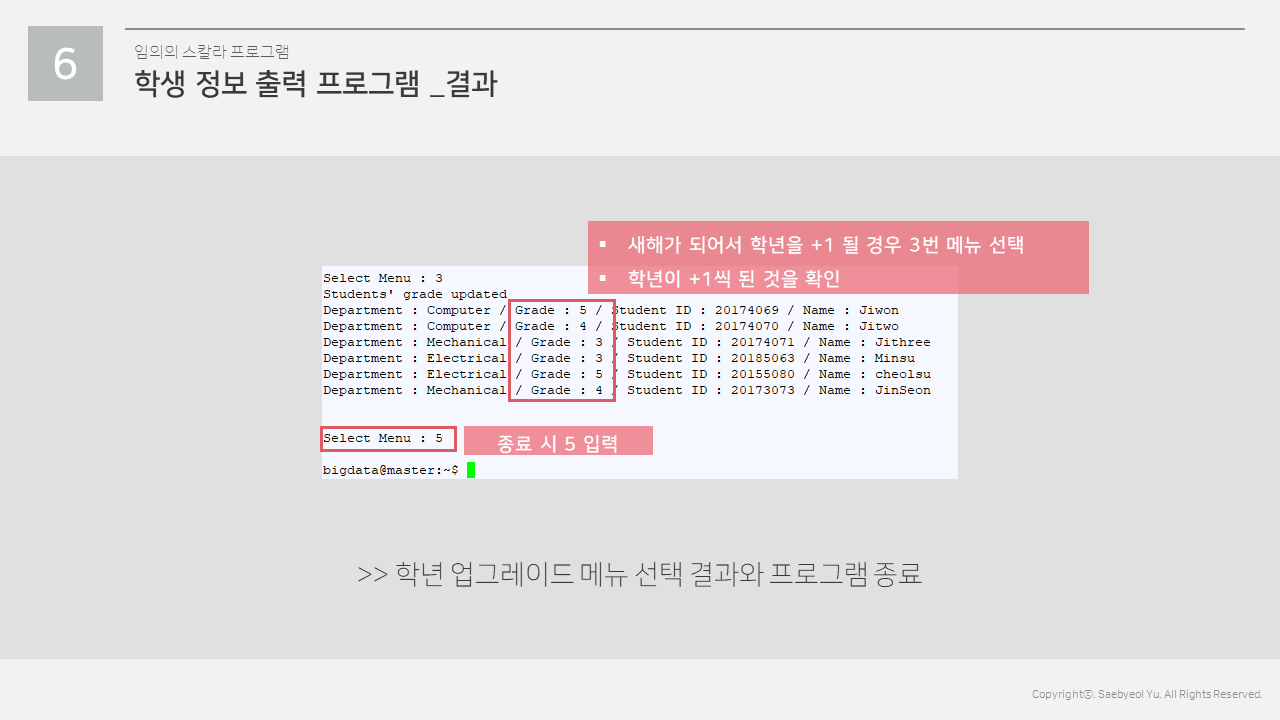 6
임의의 스칼라 프로그램
학생 정보 출력 프로그램 _결과
▪ 새해가 되어서 학년을 +1 될 경우 3번 메뉴 선택
▪ 학년이 +1씩 된 것을 확인
Select Menu : 3
Students' grade updated
Department : Computer / Grade : 5 / Student ID : 20174069 / Name : Jiwon
Department : Computer / Grade : 4 / Student ID : 20174070 / Name : Jitwo
Department : Mechanical / Grade : 3 / Student ID : 20174071 / Name : Jithree
Department : Electrical / Grade : 3 / Student ID : 20185063 / Name : Minsu
Department : Electrical / Grade : 5 / Student ID : 20155080 / Name : cheolsu
Department : Mechanical / Grade : 4 / Student ID : 20173073 / Name : JinSeon
Select Menu : 5
종료 시 5 입력
bigdata@master:~$
>> 학년 업그레이드 메뉴 선택 결과와 프로그램 종료
Copyrightⓒ. Saebyeol Yu. All Rights Reserved.